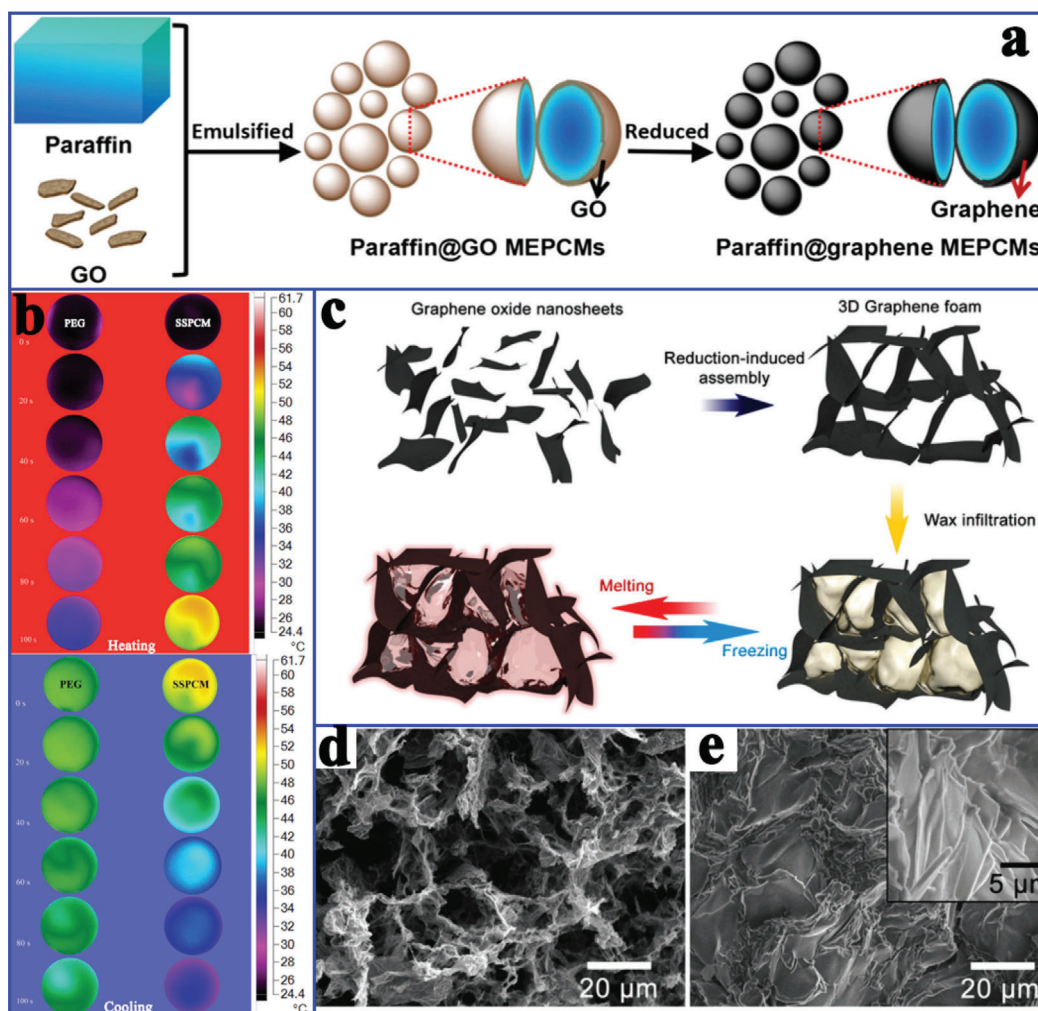 a
Paraffin
GO
Emulsified
GO
Paraffin@GO MEPCMs
Reduced
Graphene
Paraffin@graphene MEPCMs
b
PEG
SSPCM
0 s
20 s
40 s
60 s
80 s
100 s
Heating
61.7
60
58
56
54
52
50
48
46
44
42
40
38
36
34
32
30
28
26
24.4
°C
PEG
SSPCM
0 s
20 s
40 s
60 s
80 s
100 s
Cooling
61.7
60
58
56
54
52
50
48
46
44
42
40
38
36
34
32
30
28
26
24.4
°C
c
Graphene oxide nanosheets
3D Graphene foam
Reduction-induced
assembly
Wax infiltration
Melting
Freezing
d
20 µm
e
5 µm
20 µm